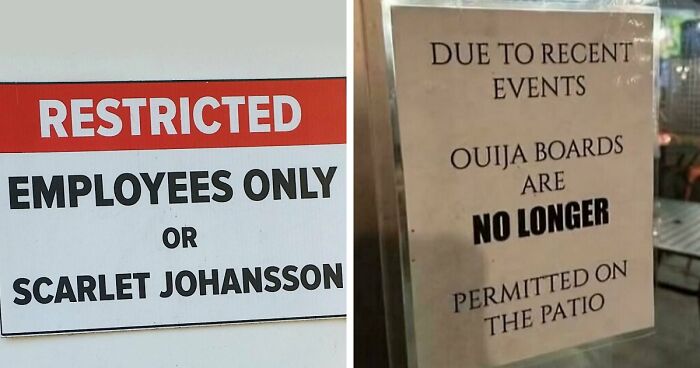 RESTRICTED
EMPLOYEES ONLY
OR
SCARLET JOHANSSON
DUE TO RECENT
EVENTS
OUIJA BOARDS
ARE
NO LONGER
PERMITTED ON
THE PATIO